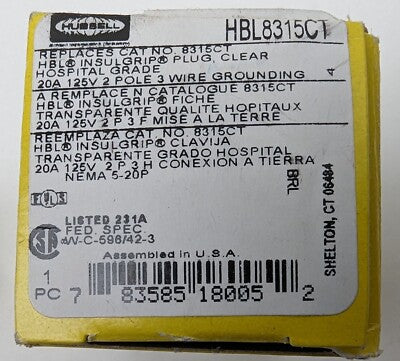 HUBBELL
HBL8315CT
REPLACES CAT NO. 8315CT
HBL® INSULGRIP® PLUG, CLEAR
HOSPITAL GRADE
20A 125V 2 POLE 3 WIRE GROUNDING
4
A REMPLACE N CATALOGUE 8315CT
HBL® INSULGRIP® FICHE
TRANSPARENTE QUALITE HOPITAUX
20A 125V 2 P 3 F MISE À LA TERRE
REEMPLAZA CAT. NO. 8315CT
HBL® INSULGRIP® CLAVIJA
TRANSPARENTE GRADO HOSPITAL
20A 125V 2 P 3 H CONEXION A TIERRA
NEMA 5-20P
BRL
SHELTON, CT 06484
LISTED 231A
FED. SPEC.
W-C-596/42-3
Assembled in U.S.A.
1
PC 7 83585 18005 2